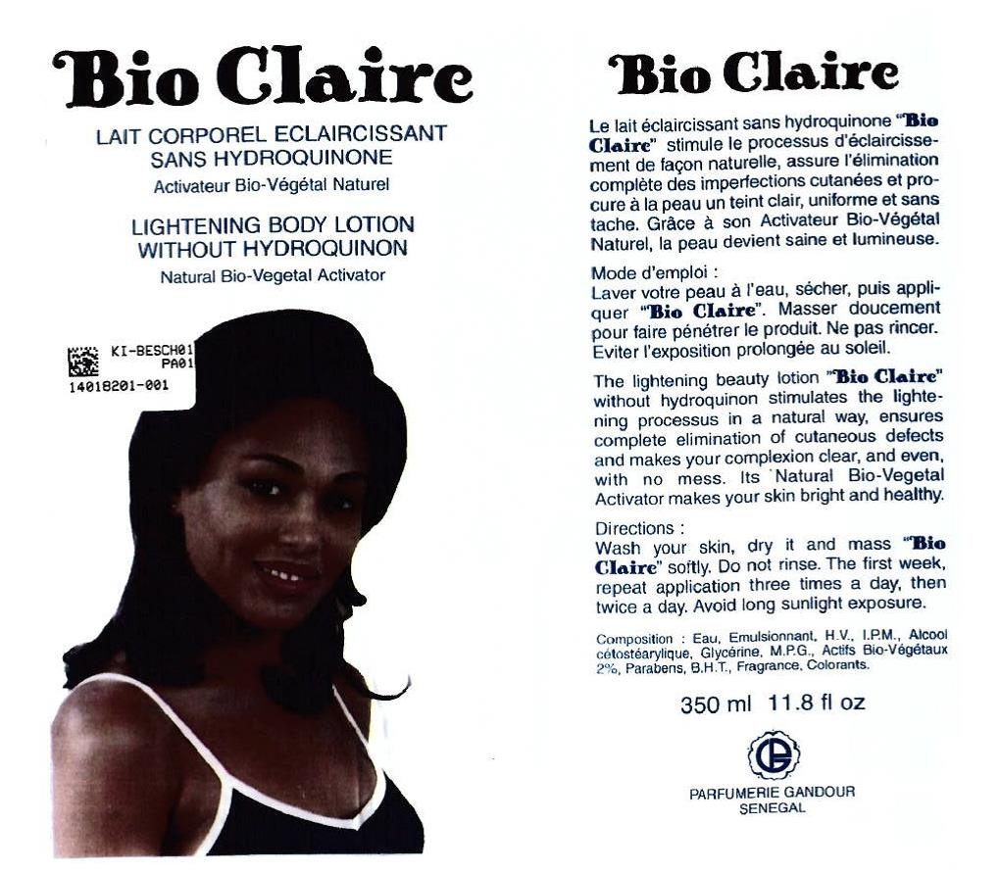 Bio Claire
LAIT CORPOREL ECLAIRCISSANT
SANS HYDROQUINONE
Activateur Bio-Végétal Naturel
LIGHTENING BODY LOTION
WITHOUT HYDROQUINON
Natural Bio-Vegetal Activator
KI-BESCH01
PA01
14018201-001
Bio Claire
Le lait éclaircissant sans hydroquinone "Bio
Claire" stimule le processus d'éclaircisse-
ment de façon naturelle, assure l'élimination
complète des imperfections cutanées et pro-
cure à la peau un teint clair, uniforme et sans
tache. Grâce à son Activateur Bio-Végétal
Naturel, la peau devient saine et lumineuse.
Mode d'emploi :
Laver votre peau à l'eau, sécher, puis appli-
quer "Bio Claire". Masser doucement
pour faire pénétrer le produit. Ne pas rincer.
Eviter l'exposition prolongée au soleil.
The lightening beauty lotion "Bio Claire"
without hydroquinon stimulates the lighte-
ning processus in a natural way, ensures
complete elimination of cutaneous defects
and makes your complexion clear, and even,
with no mess. Its Natural Bio-Vegetal
Activator makes your skin bright and healthy.
Directions :
Wash your skin, dry it and mass "Bio
Claire" softly. Do not rinse. The first week,
repeat application three times a day, then
twice a day. Avoid long sunlight exposure.
Composition : Eau, Emulsionnant, H.V., I.P.M., Alcool
cétostéarylique, Glycérine, M.P.G., Actifs Bio-Végétaux
2%, Parabens, B.H.T., Fragrance, Colorants.
350 ml 11.8 fl oz
PARFUMERIE GANDOUR
SENEGAL